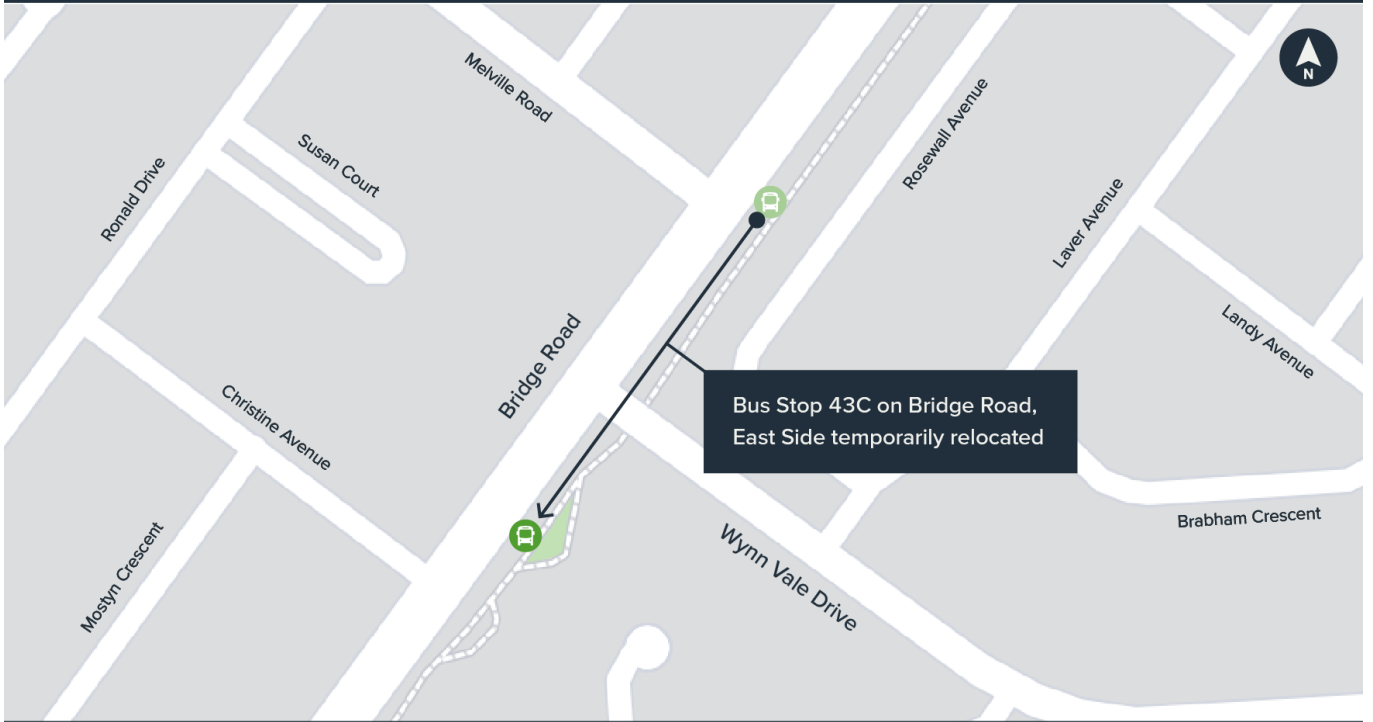 Melville Road
N
Susan Court
Ronald Drive
Rosewall Avenue
Laver Avenue
Landy Avenue
Bridge Road
Christine Avenue
Bus Stop 43C on Bridge Road,
East Side temporarily relocated
Mostyn Crescent
Wynn Vale Drive
Brabham Crescent